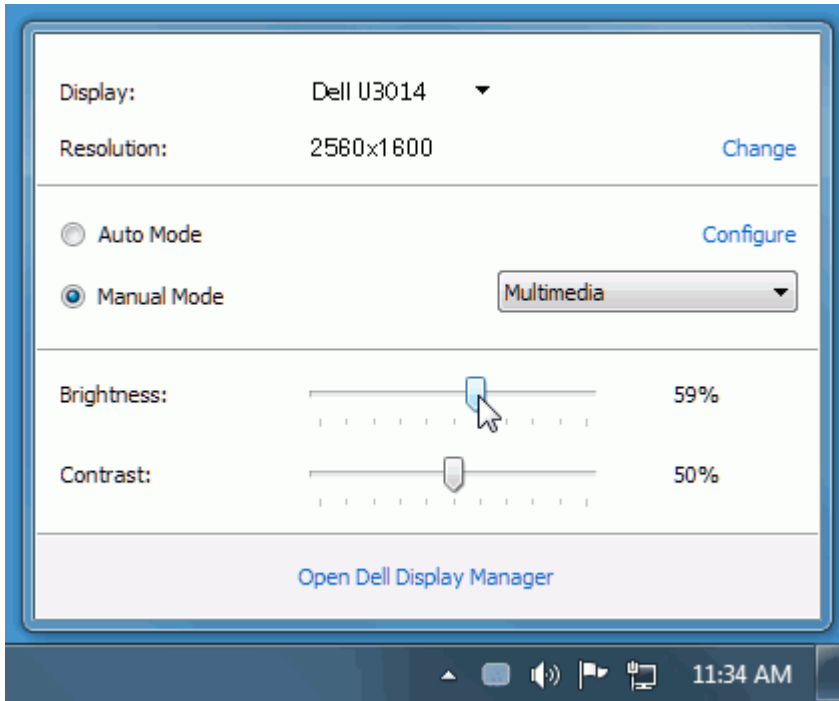 Display: Dell U3014
Resolution: 2560x1600 Change
Auto Mode Configure
Manual Mode Multimedia
Brightness: 59%
Contrast: 50%
Open Dell Display Manager
11:34 AM